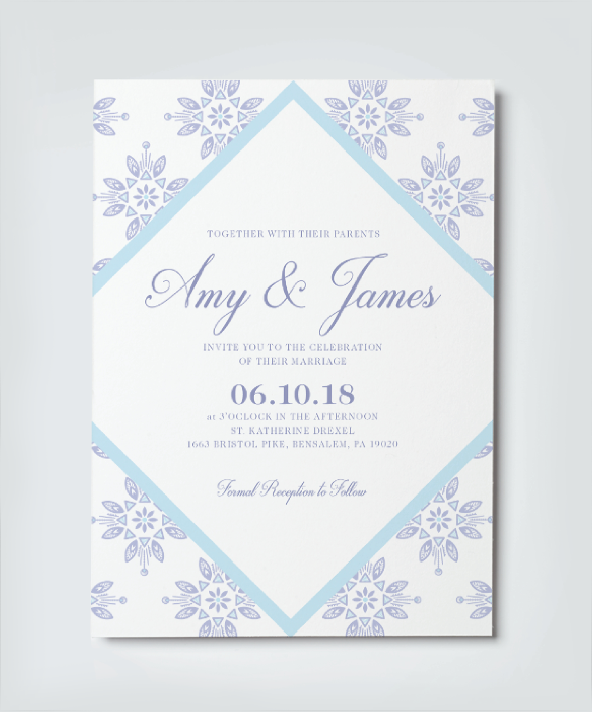 TOGETHER WITH THEIR PARENTS
Amy & James
INVITE YOU TO THE CELEBRATION
OF THEIR MARRIAGE
06.10.18
at 3'OCLOCK IN THE AFTERNOON
ST. KATHERINE DREXEL
1663 BRISTOL PIKE, BENSALEM, PA 19020
Formal Reception to Follow